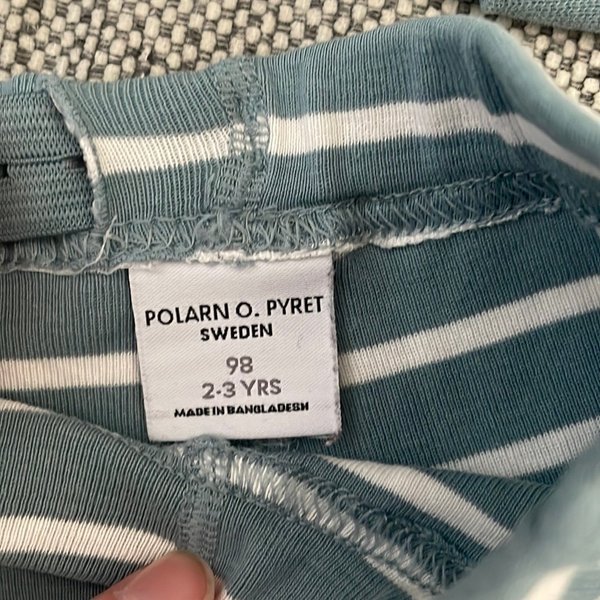 POLARN O. PYRET
SWEDEN
98
2-3 YRS
MADE IN BANGLADESH